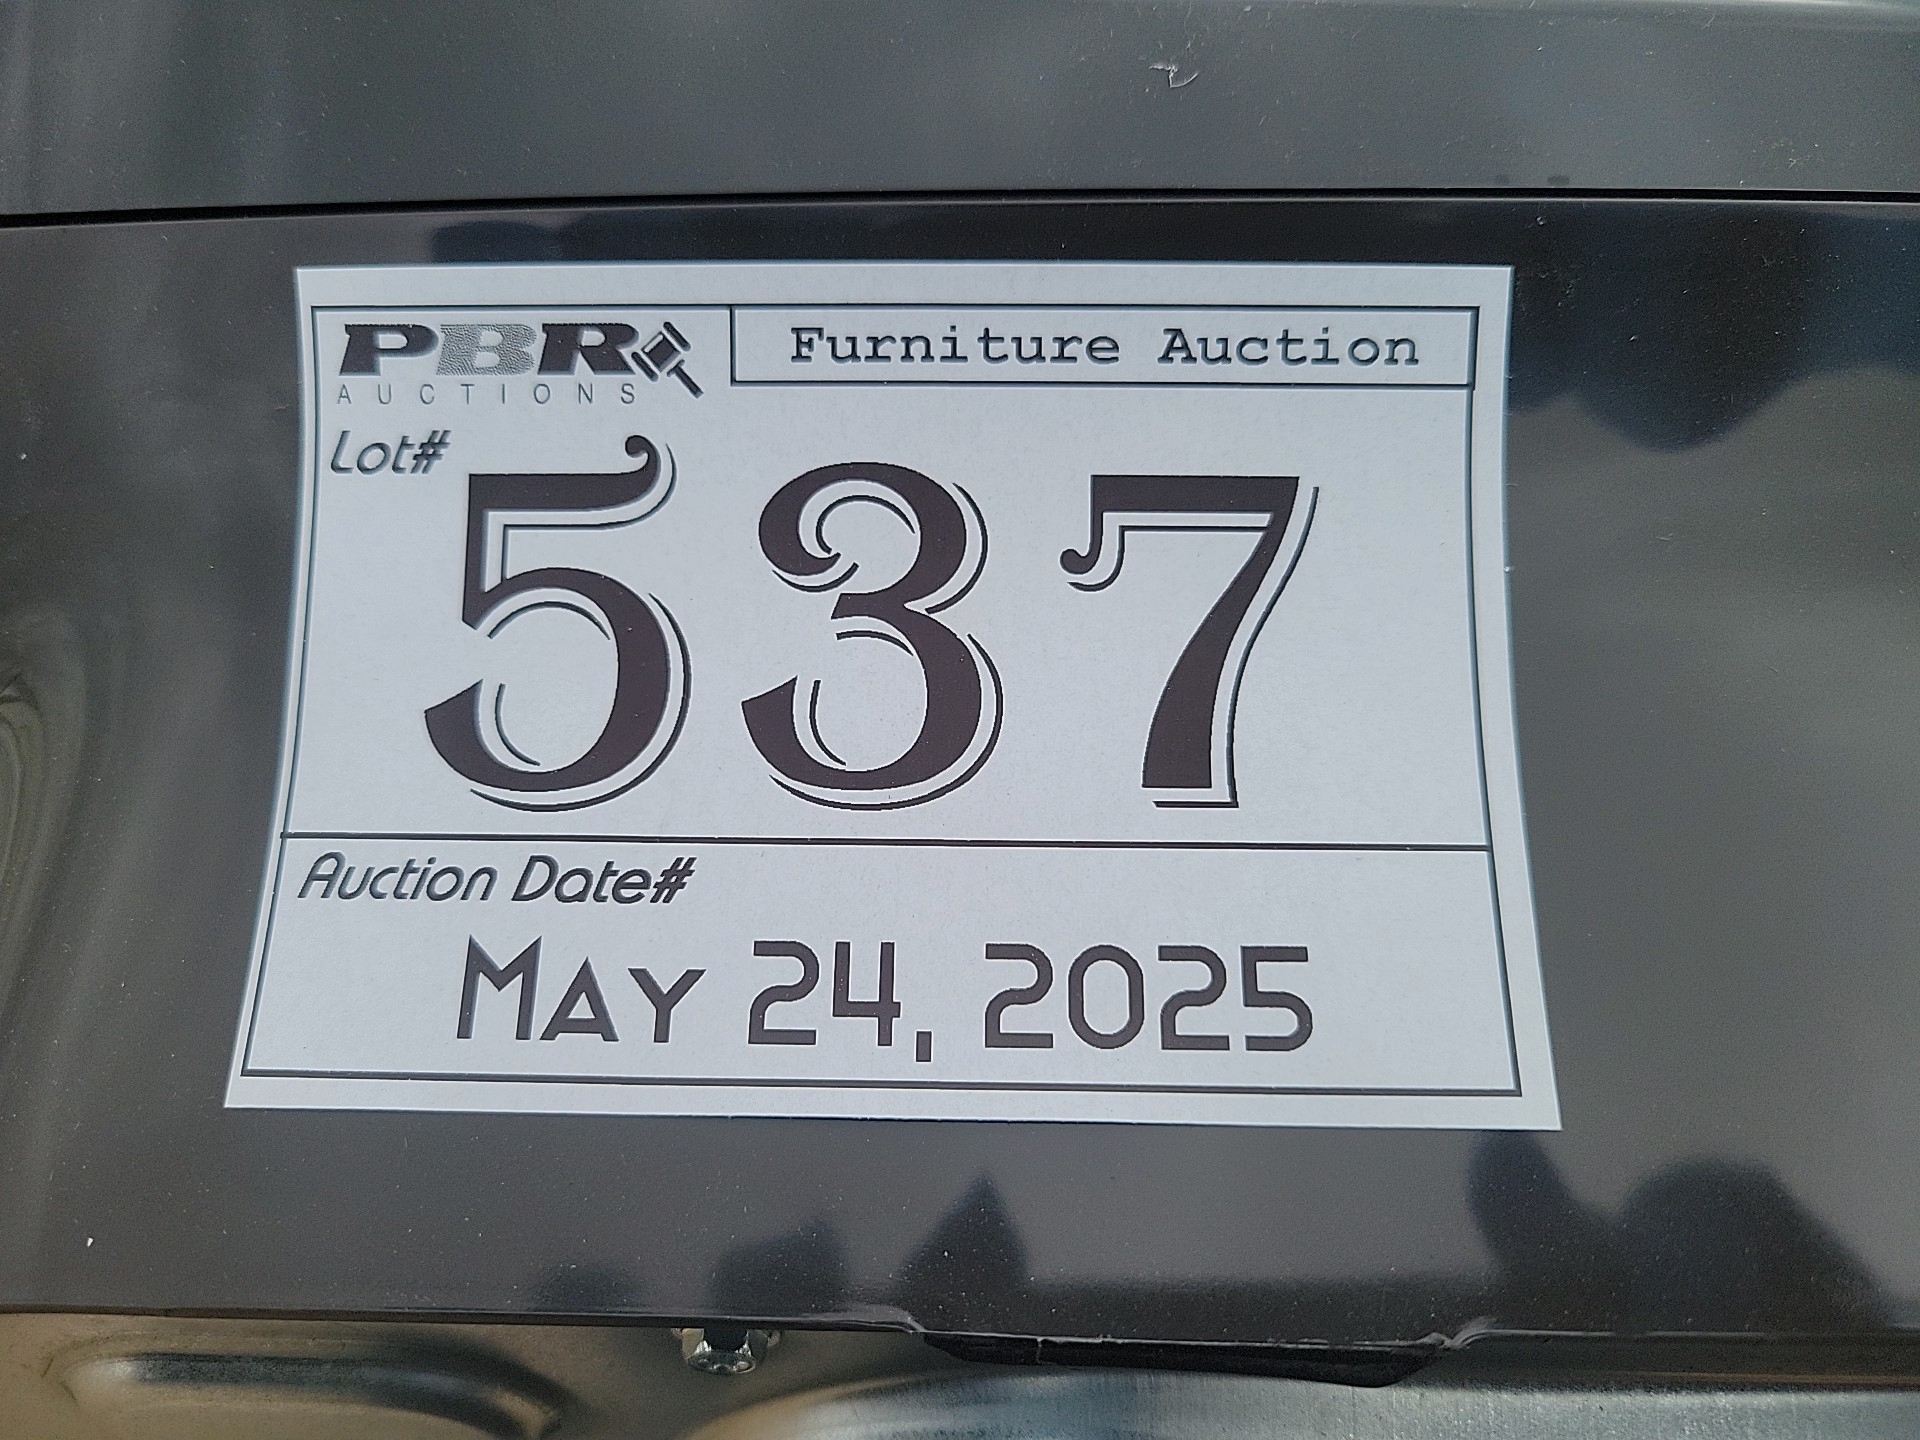 PBR
AUCTIONS
Furniture Auction
Lot#
537
Auction Date#
May 24, 2025